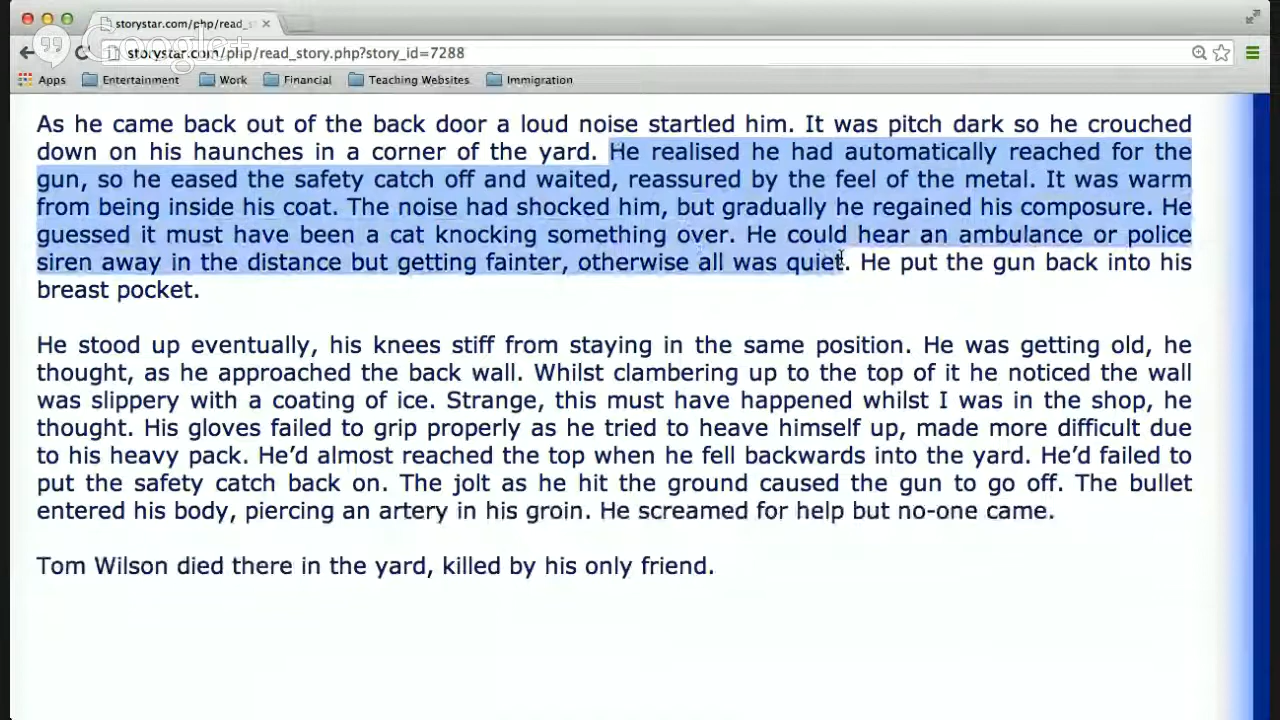 storystar.com/php/read_s
Google+
storystar.com/php/read_story.php?story_id=7288
Apps Entertainment Work Financial Teaching Websites Immigration
As he came back out of the back door a loud noise startled him. It was pitch dark so he crouched
down on his haunches in a corner of the yard. He realised he had automatically reached for the
gun, so he eased the safety catch off and waited, reassured by the feel of the metal. It was warm
from being inside his coat. The noise had shocked him, but gradually he regained his composure. He
guessed it must have been a cat knocking something over. He could hear an ambulance or police
siren away in the distance but getting fainter, otherwise all was quiet. He put the gun back into his
breast pocket.
He stood up eventually, his knees stiff from staying in the same position. He was getting old, he
thought, as he approached the back wall. Whilst clambering up to the top of it he noticed the wall
was slippery with a coating of ice. Strange, this must have happened whilst I was in the shop, he
thought. His gloves failed to grip properly as he tried to heave himself up, made more difficult due
to his heavy pack. He’d almost reached the top when he fell backwards into the yard. He’d failed to
put the safety catch back on. The jolt as he hit the ground caused the gun to go off. The bullet
entered his body, piercing an artery in his groin. He screamed for help but no-one came.
Tom Wilson died there in the yard, killed by his only friend.